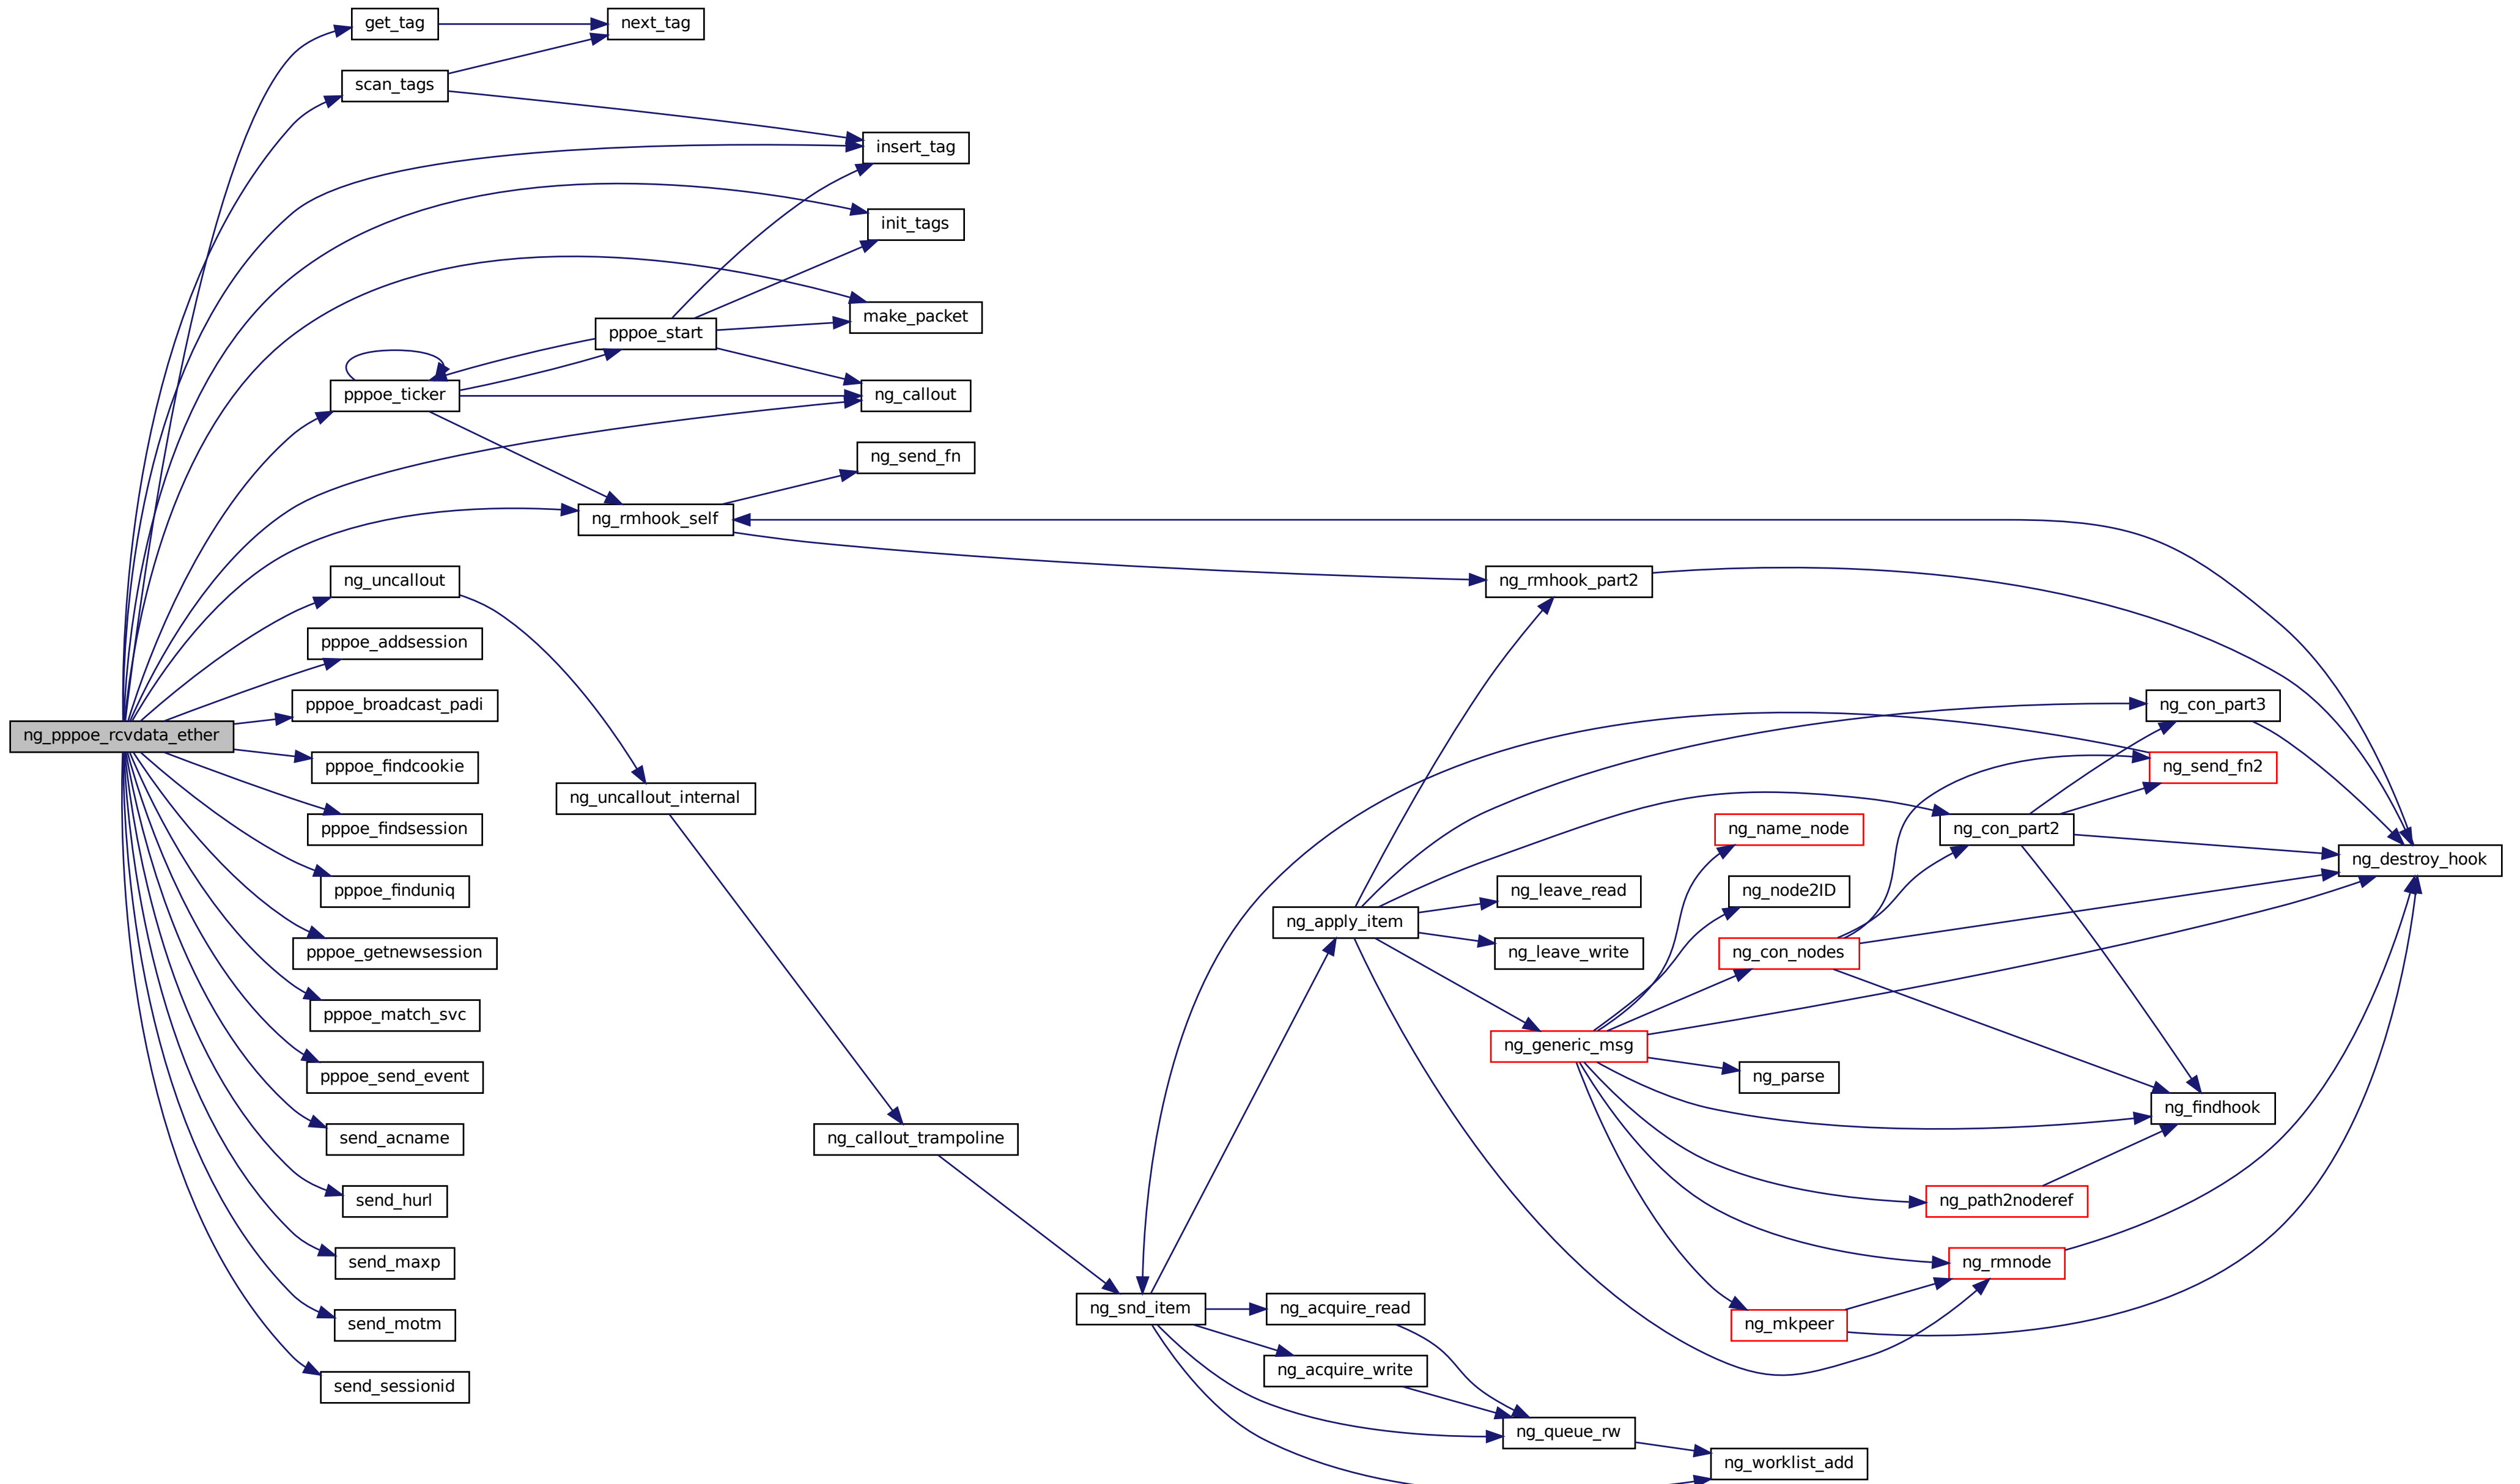 get_tag
next_tag
scan_tags
insert_tag
init_tags
make_packet
pppoe_start
pppoe_ticker
ng_callout
ng_send_fn
ng_rmhook_self
ng_uncallout
ng_rmhook_part2
pppoe_addsession
pppoe_broadcast_padi
ng_con_part3
ng_pppoe_rcvdata_ether
pppoe_findcookie
ng_send_fn2
ng_uncallout_internal
pppoe_findsession
ng_name_node
ng_con_part2
ng_destroy_hook
pppoe_finduniq
ng_leave_read
ng_node2ID
ng_apply_item
pppoe_getnewsession
ng_leave_write
ng_con_nodes
pppoe_match_svc
ng_generic_msg
pppoe_send_event
ng_parse
ng_findhook
send_acname
ng_callout_trampoline
send_hurl
ng_path2noderef
send_maxp
ng_rmnode
ng_snd_item
ng_acquire_read
send_motm
ng_mkpeer
ng_acquire_write
send_sessionid
ng_queue_rw
ng_worklist_add